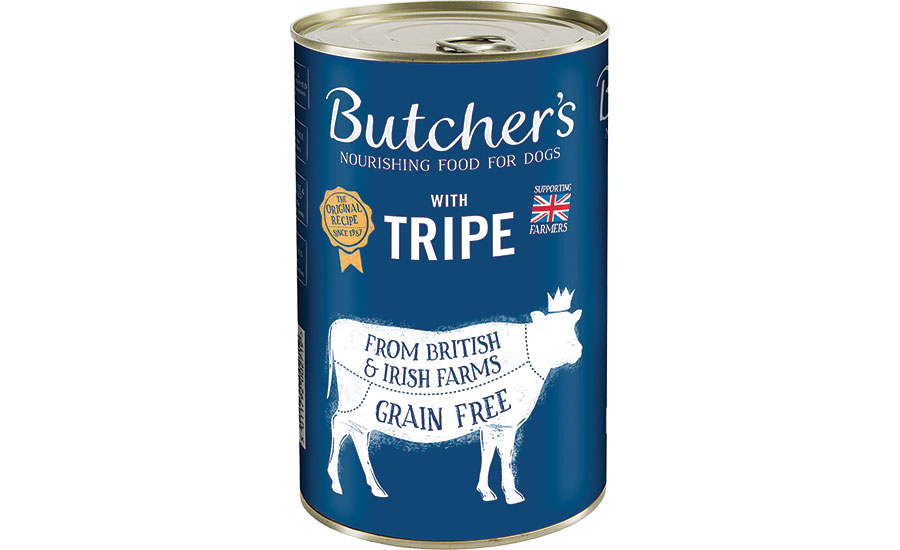 Butcher's
NOURISHING FOOD FOR DOGS
WITH
TRIPE
THE
ORIGINAL
RECIPE
SINCE 1987
SUPPORTING
FARMERS
FROM BRITISH
& IRISH FARMS
GRAIN FREE